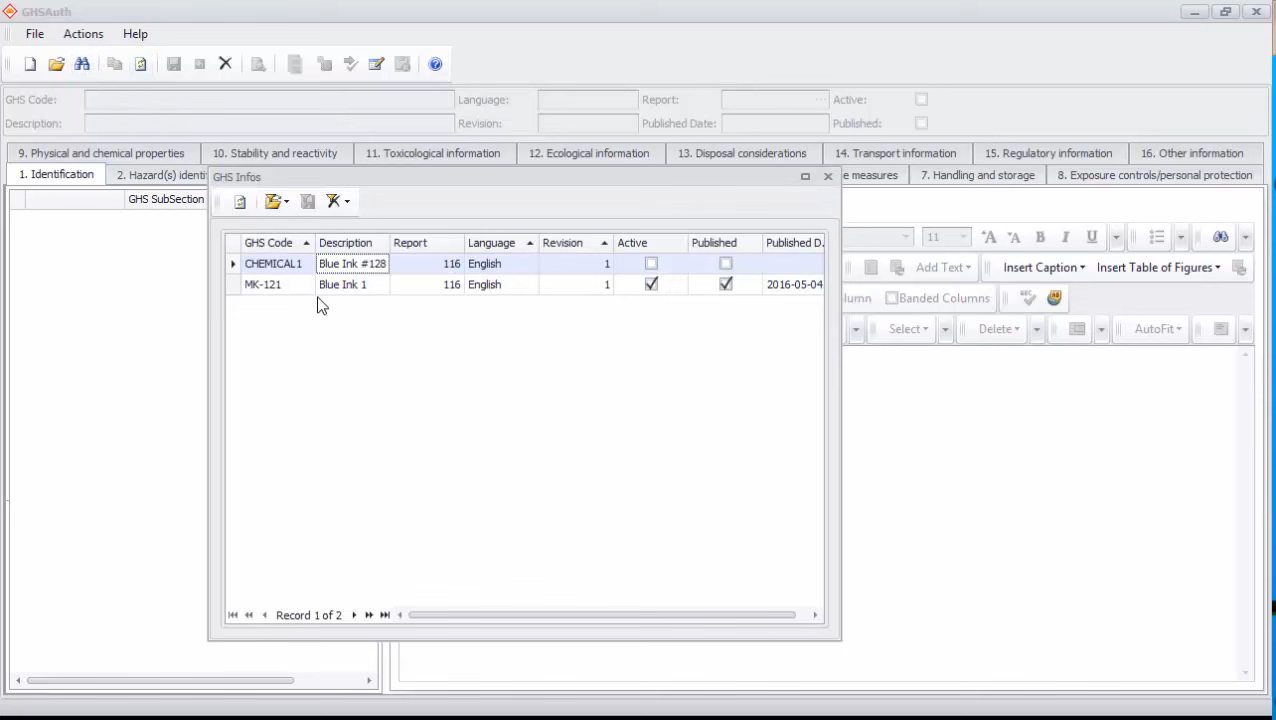 GHSAuth
File Actions Help
GHS Code: Language: Report: Active:
Description: Revision: Published Date: Published:
9. Physical and chemical properties 10. Stability and reactivity 11. Toxicological information 12. Ecological information 13. Disposal considerations 14. Transport information 15. Regulatory information 16. Other information
1. Identification 2. Hazard(s) identi e measures 7. Handling and storage 8. Exposure controls/personal protection
GHS Infos
GHS SubSection
GHS Code Description Report Language Revision Active Published Published D.
11
CHEMICAL1 Blue Ink #128 116 English 1
Add Text Insert Caption Insert Table of Figures
MK-121 Blue Ink 1 116 English 1 2016-05-04
lumn Banded Columns
Select Delete AutoFit
Record 1 of 2